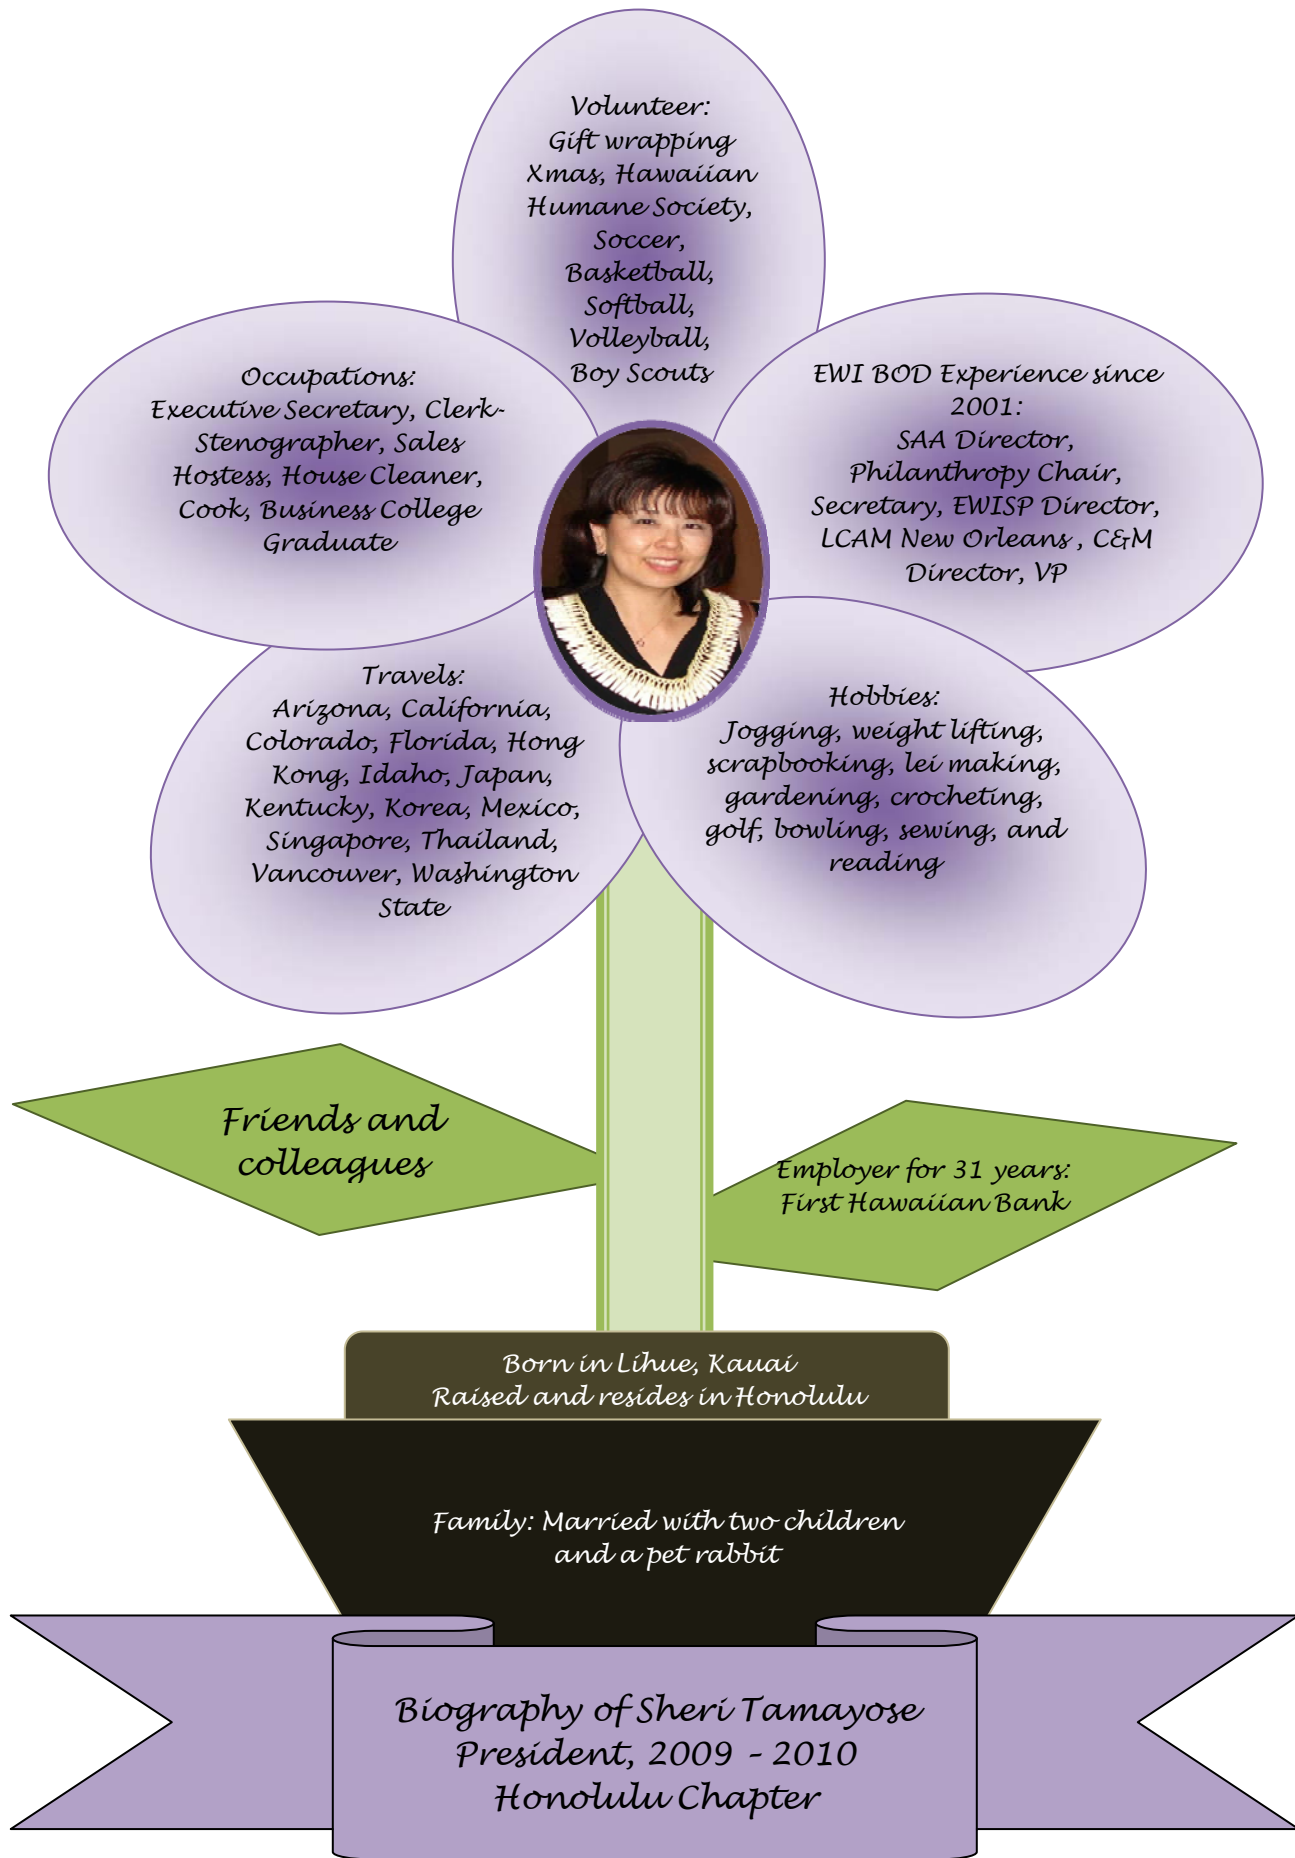 Volunteer:
Gift wrapping
Xmas, Hawaiian
Humane Society,
Soccer,
Basketball,
Softball,
Volleyball,
Boy Scouts
Occupations:
Executive Secretary, Clerk-
Stenographer, Sales
Hostess, House Cleaner,
Cook, Business College
Graduate
EWI BOD Experience since
2001:
SAA Director,
Philanthropy Chair,
Secretary, EWISP Director,
LCAM New Orleans , C&M
Director, VP
Travels:
Arizona, California,
Colorado, Florida, Hong
Kong, Idaho, Japan,
Kentucky, Korea, Mexico,
Singapore, Thailand,
Vancouver, Washington
State
Hobbies:
Jogging, weight lifting,
scrapbooking, lei making,
gardening, crocheting,
golf, bowling, sewing, and
reading
Friends and
colleagues
Employer for 31 years:
First Hawaiian Bank
Born in Lihue, Kauai
Raised and resides in Honolulu
Family: Married with two children
and a pet rabbit
Biography of Sheri Tamayose
President, 2009 – 2010
Honolulu Chapter